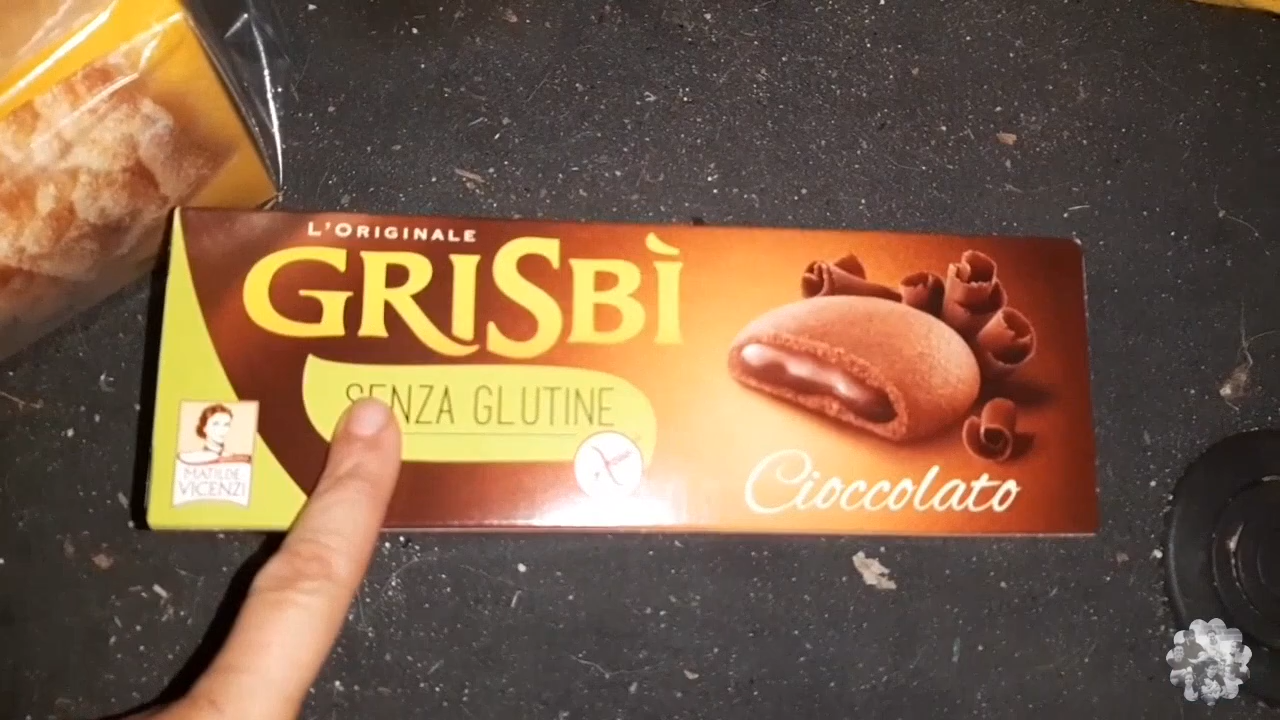 L'ORIGINALE
GRISBÌ
SENZA GLUTINE
MATILDE
VICENZI
Cioccolato